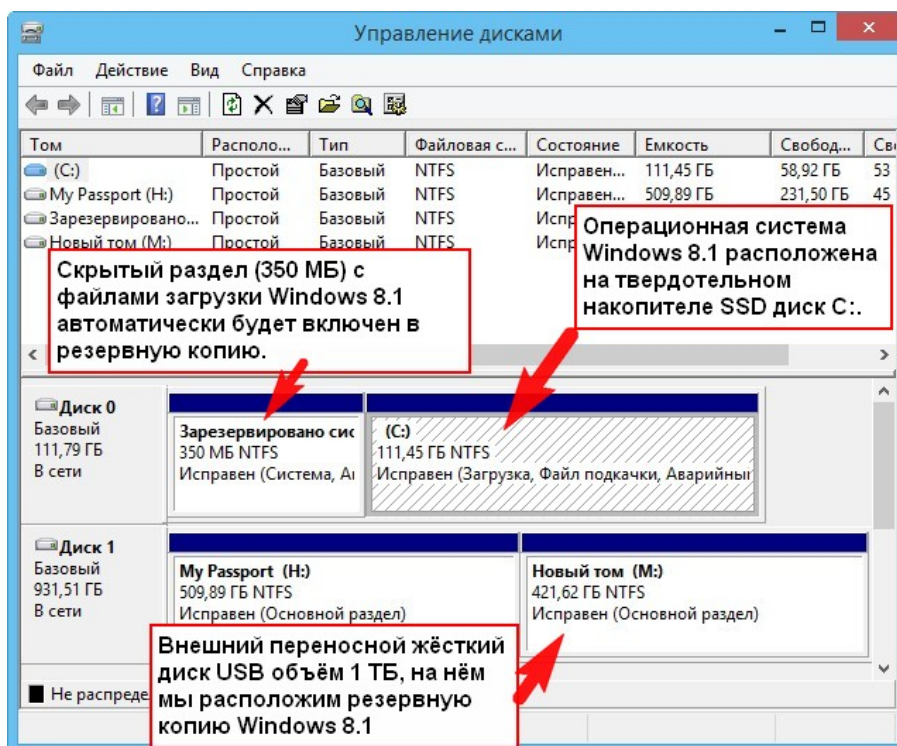 Управление дисками
Файл Действие Вид Справка
Том Располо... Тип Файловая с... Состояние Емкость Свобод...
(C:) Простой Базовый NTFS Исправен... 111,45 ГБ 58,92 ГБ 53
My Passport (H:) Простой Базовый NTFS Исправен... 509,89 ГБ 231,50 ГБ 45
Зарезервировано... Простой Базовый NTFS
Новый том (M:) Простой Базовый NTFS
Операционная система
Windows 8.1 расположена
на твердотельном
накопителе SSD диск C:.
Скрытый раздел (350 МБ) с
файлами загрузки Windows 8.1
автоматически будет включен в
резервную копию.
Диск 0
Базовый
111,79 ГБ
В сети
Зарезервировано сис
350 МБ NTFS
Исправен (Система, Ак
(C:)
111,45 ГБ NTFS
Исправен (Загрузка, Файл подкачки, Аварийный
Диск 1
Базовый
931,51 ГБ
В сети
My Passport (H:)
509,89 ГБ NTFS
Исправен (Основной раздел)
Новый том (M:)
421,62 ГБ NTFS
Исправен (Основной раздел)
Внешний переносной жёсткий
диск USB объём 1 ТБ, на нём
мы расположим резервную
копию Windows 8.1
Не распреде